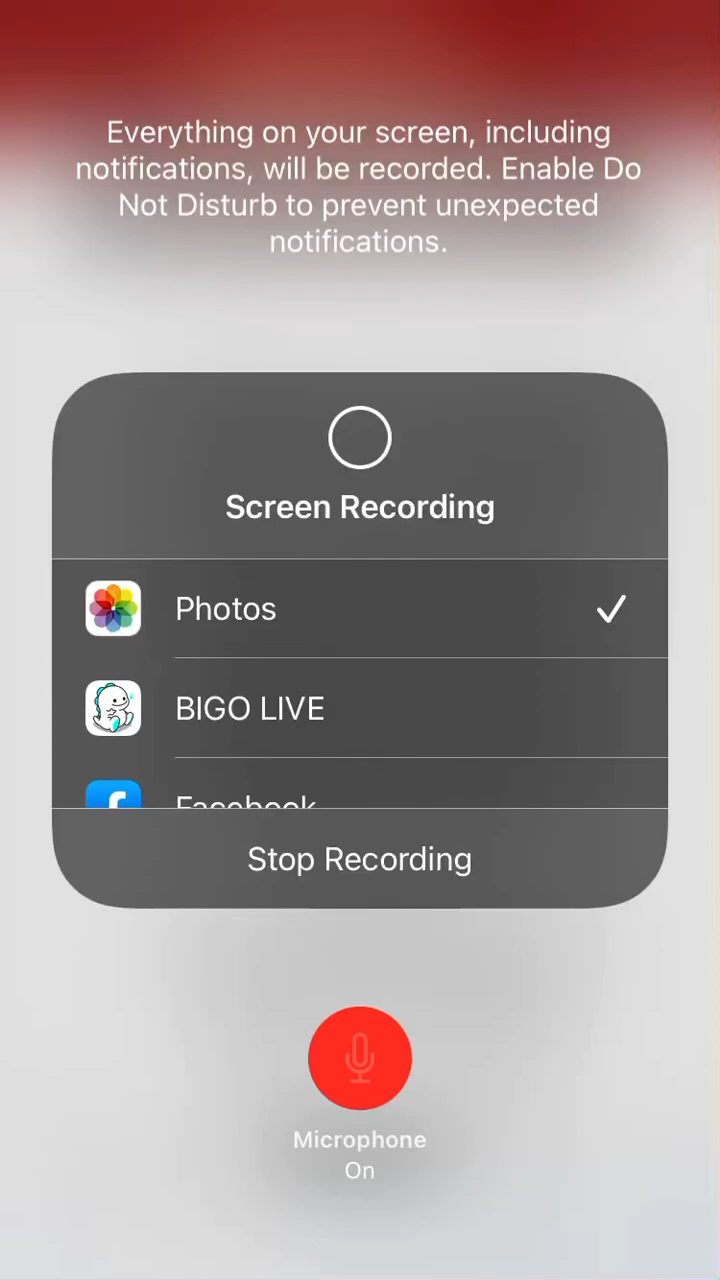 Everything on your screen, including
notifications, will be recorded. Enable Do
Not Disturb to prevent unexpected
notifications.
Screen Recording
Photos
BIGO LIVE
Facebook
Stop Recording
Microphone
On